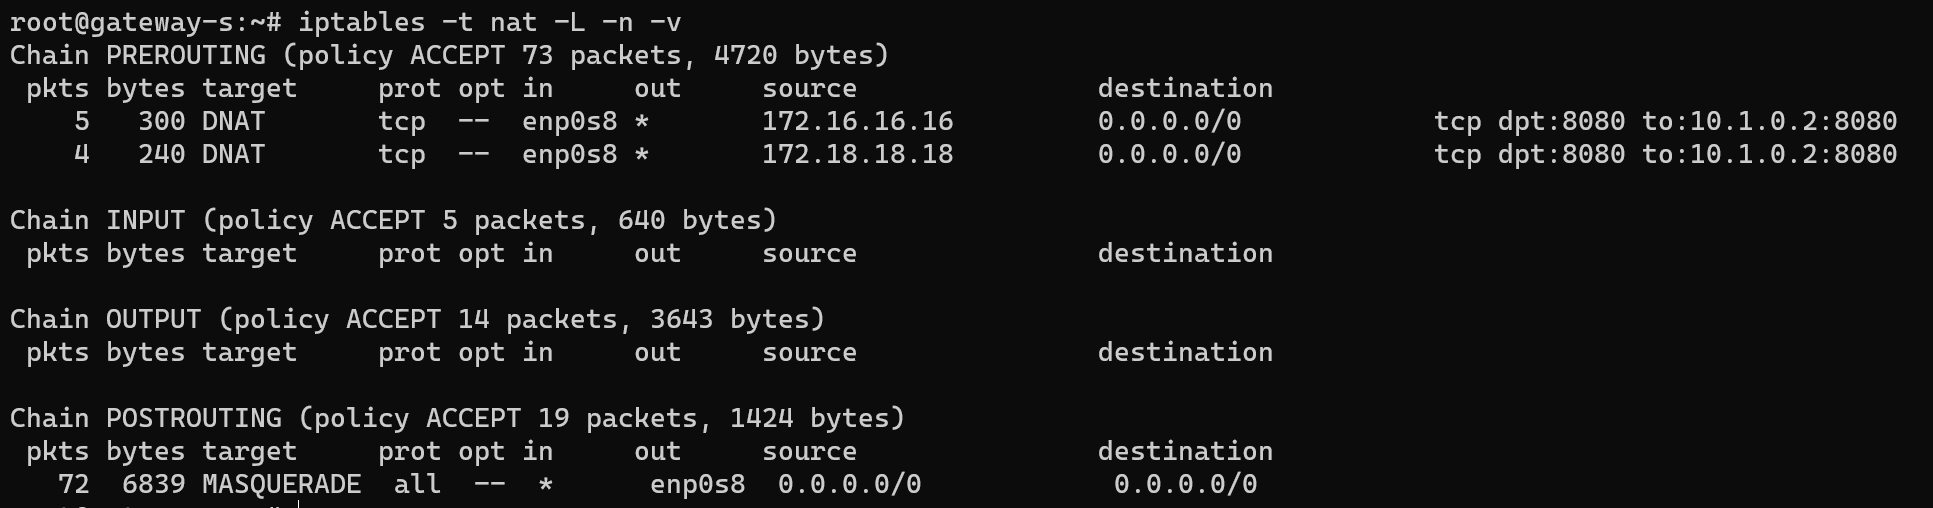 root@gateway-s:~# iptables -t nat -L -n -v
Chain PREROUTING (policy ACCEPT 73 packets, 4720 bytes)
 pkts bytes target     prot opt in     out     source               destination
    5   300 DNAT       tcp  --  enp0s8 *       172.16.16.16         0.0.0.0/0            tcp dpt:8080 to:10.1.0.2:8080
    4   240 DNAT       tcp  --  enp0s8 *       172.18.18.18         0.0.0.0/0            tcp dpt:8080 to:10.1.0.2:8080

Chain INPUT (policy ACCEPT 5 packets, 640 bytes)
 pkts bytes target     prot opt in     out     source               destination

Chain OUTPUT (policy ACCEPT 14 packets, 3643 bytes)
 pkts bytes target     prot opt in     out     source               destination

Chain POSTROUTING (policy ACCEPT 19 packets, 1424 bytes)
 pkts bytes target     prot opt in     out     source               destination
   72  6839 MASQUERADE  all  --  *      enp0s8  0.0.0.0/0            0.0.0.0/0